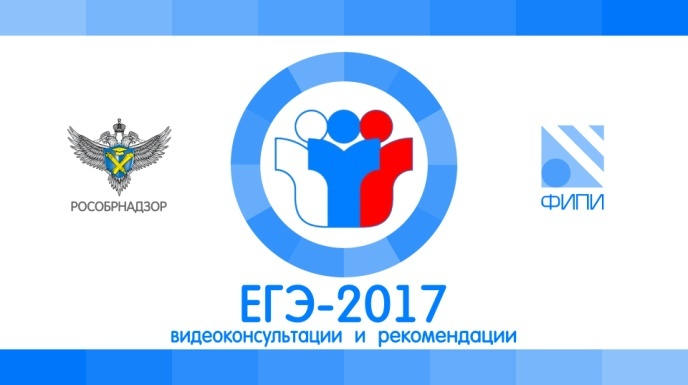 РОСОБРНАДЗОР
ФИПИ
ЕГЭ-2017
видеоконсультации и рекомендации